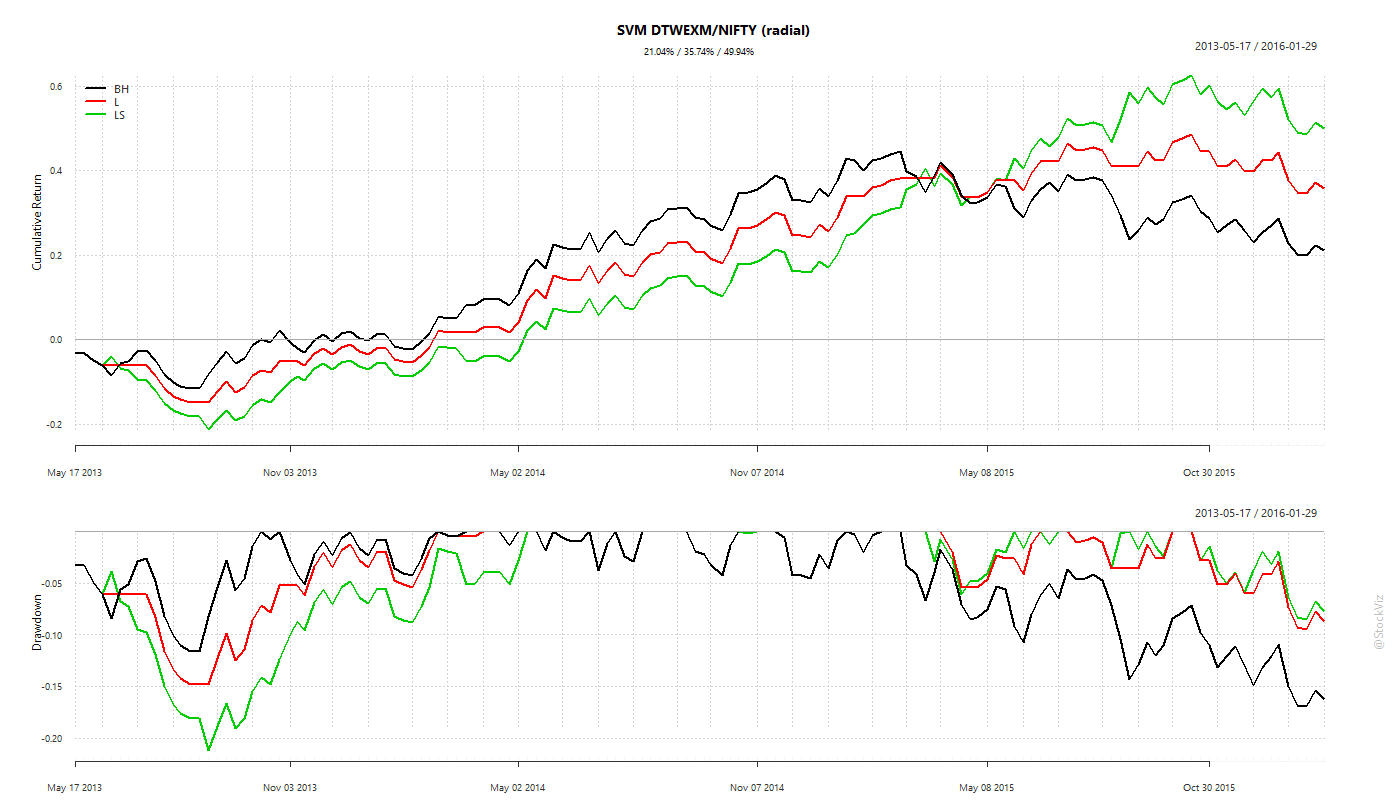 SVM DTWEXM/NIFTY (radial)
21.04% / 35.74% / 49.94%
2013-05-17 / 2016-01-29
BH
L
LS
Cumulative Return
0.6
0.4
0.2
0.0
-0.2
May 17 2013
Nov 03 2013
May 02 2014
Nov 07 2014
May 08 2015
Oct 30 2015
2013-05-17 / 2016-01-29
Drawdown
-0.05
-0.10
-0.15
-0.20
May 17 2013
Nov 03 2013
May 02 2014
Nov 07 2014
May 08 2015
Oct 30 2015
@StockViz